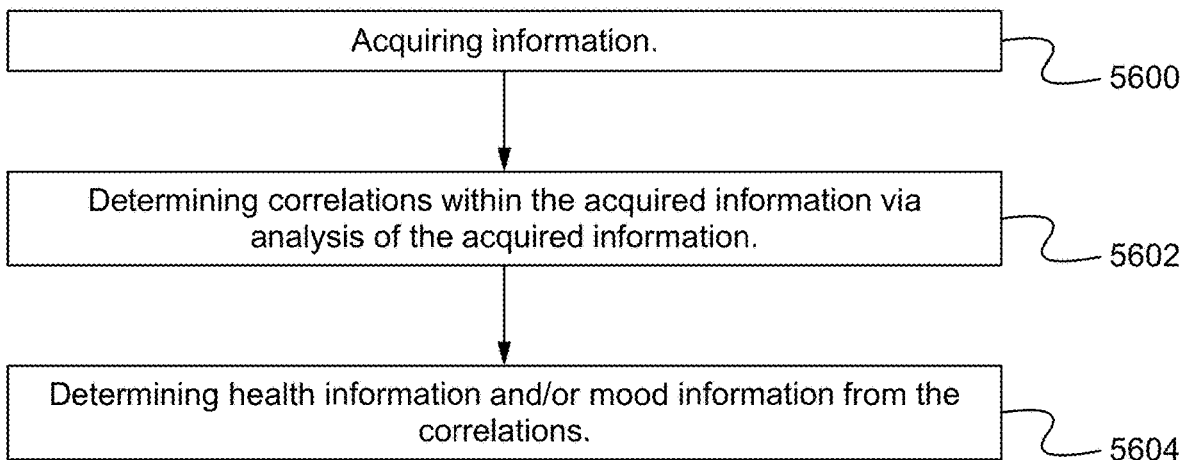 Acquiring information.
5600
Determining correlations within the acquired information via
analysis of the acquired information.
5602
Determining health information and/or mood information from the
correlations.
5604